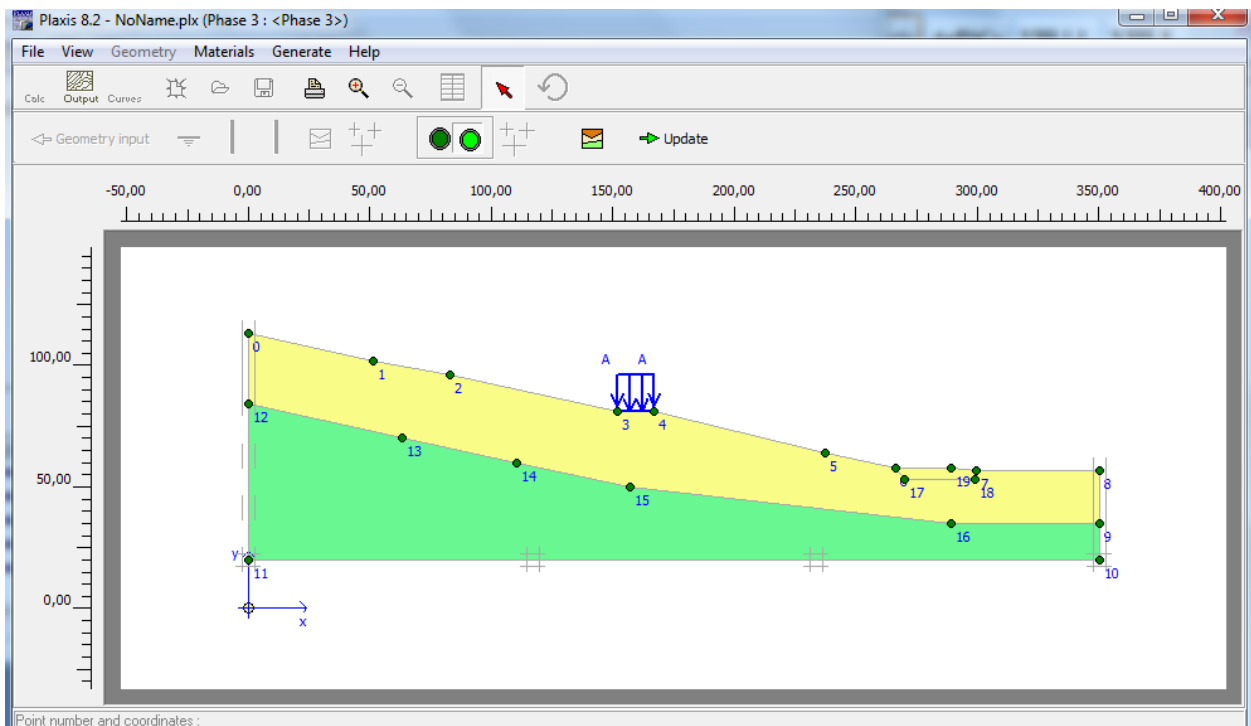 Plaxis 8.2 - NoName.plx (Phase 3 : <Phase 3>)
File View Geometry Materials Generate Help
Calc Output Curves
Geometry input Update
-50,00 0,00 50,00 100,00 150,00 200,00 250,00 300,00 350,00 400,00
100,00
50,00
0,00
A A
0
1
2
3 4
12
13
14
5
15
6 19 7 8
17 18
16 9
y
11 10
x
Point number and coordinates :